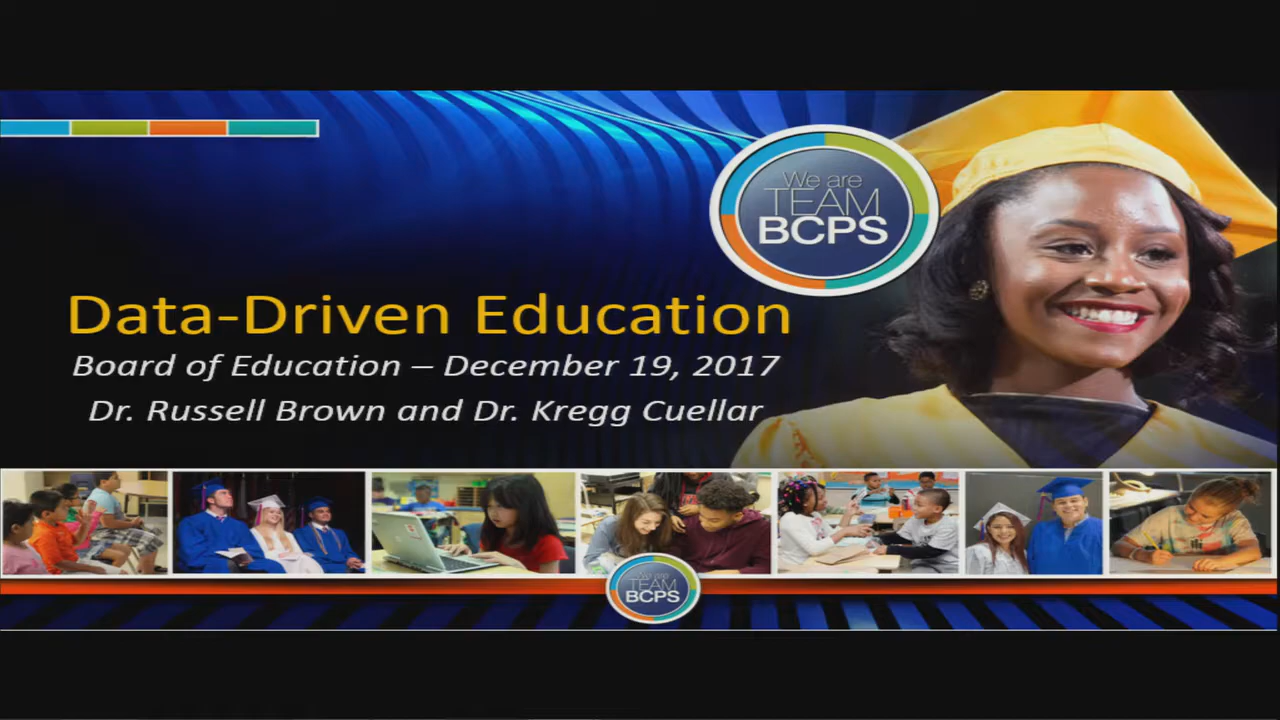 We are
TEAM
BCPS
Data-Driven Education
Board of Education – December 19, 2017
Dr. Russell Brown and Dr. Kregg Cuellar
We are
TEAM
BCPS